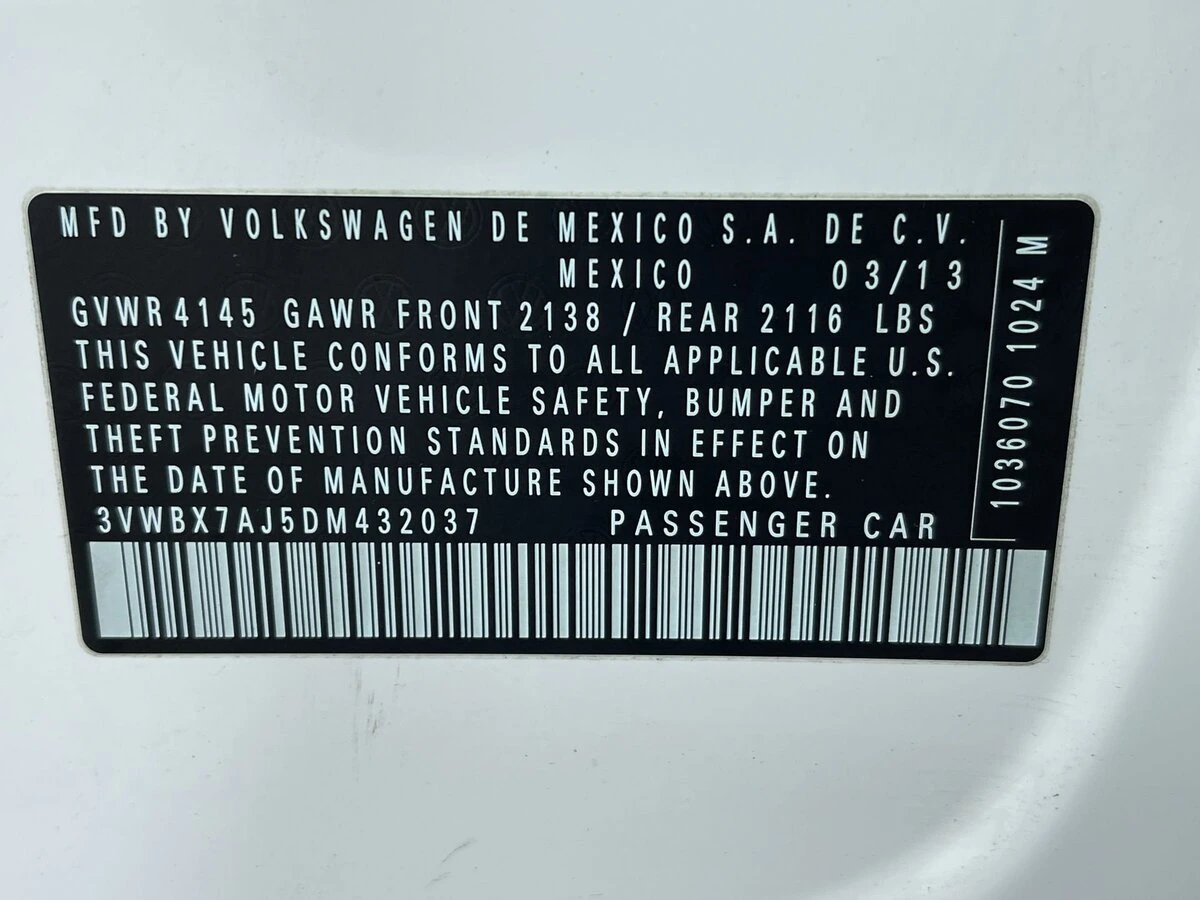 MFD BY VOLKSWAGEN DE MEXICO S.A. DE C.V.
MEXICO 03/13
GVWR 4145 GAWR FRONT 2138 / REAR 2116 LBS
THIS VEHICLE CONFORMS TO ALL APPLICABLE U.S.
FEDERAL MOTOR VEHICLE SAFETY, BUMPER AND
THEFT PREVENTION STANDARDS IN EFFECT ON
THE DATE OF MANUFACTURE SHOWN ABOVE.
3VWBX7AJ5DM432037 PASSENGER CAR
1036070 1024 M